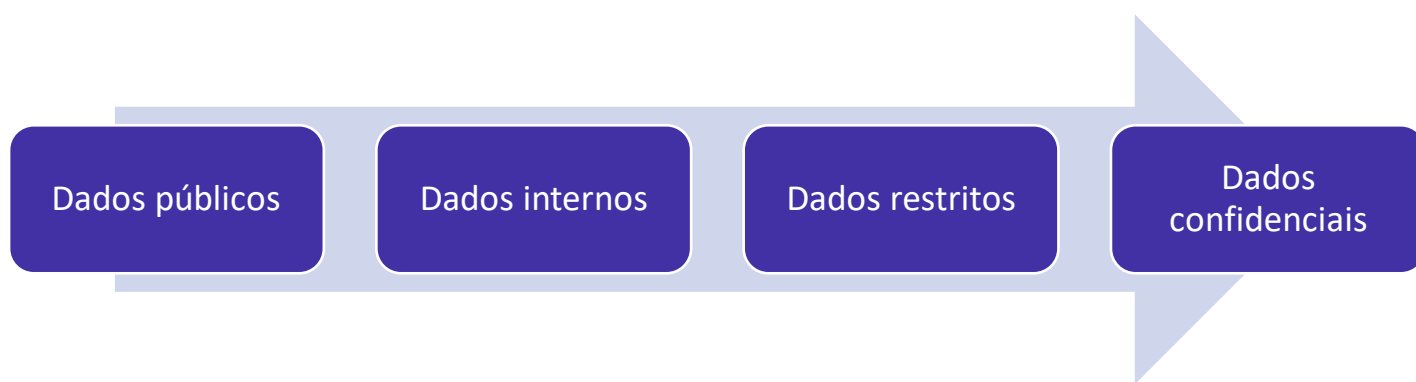 Dados públicos
Dados internos
Dados restritos
Dados
confidenciais